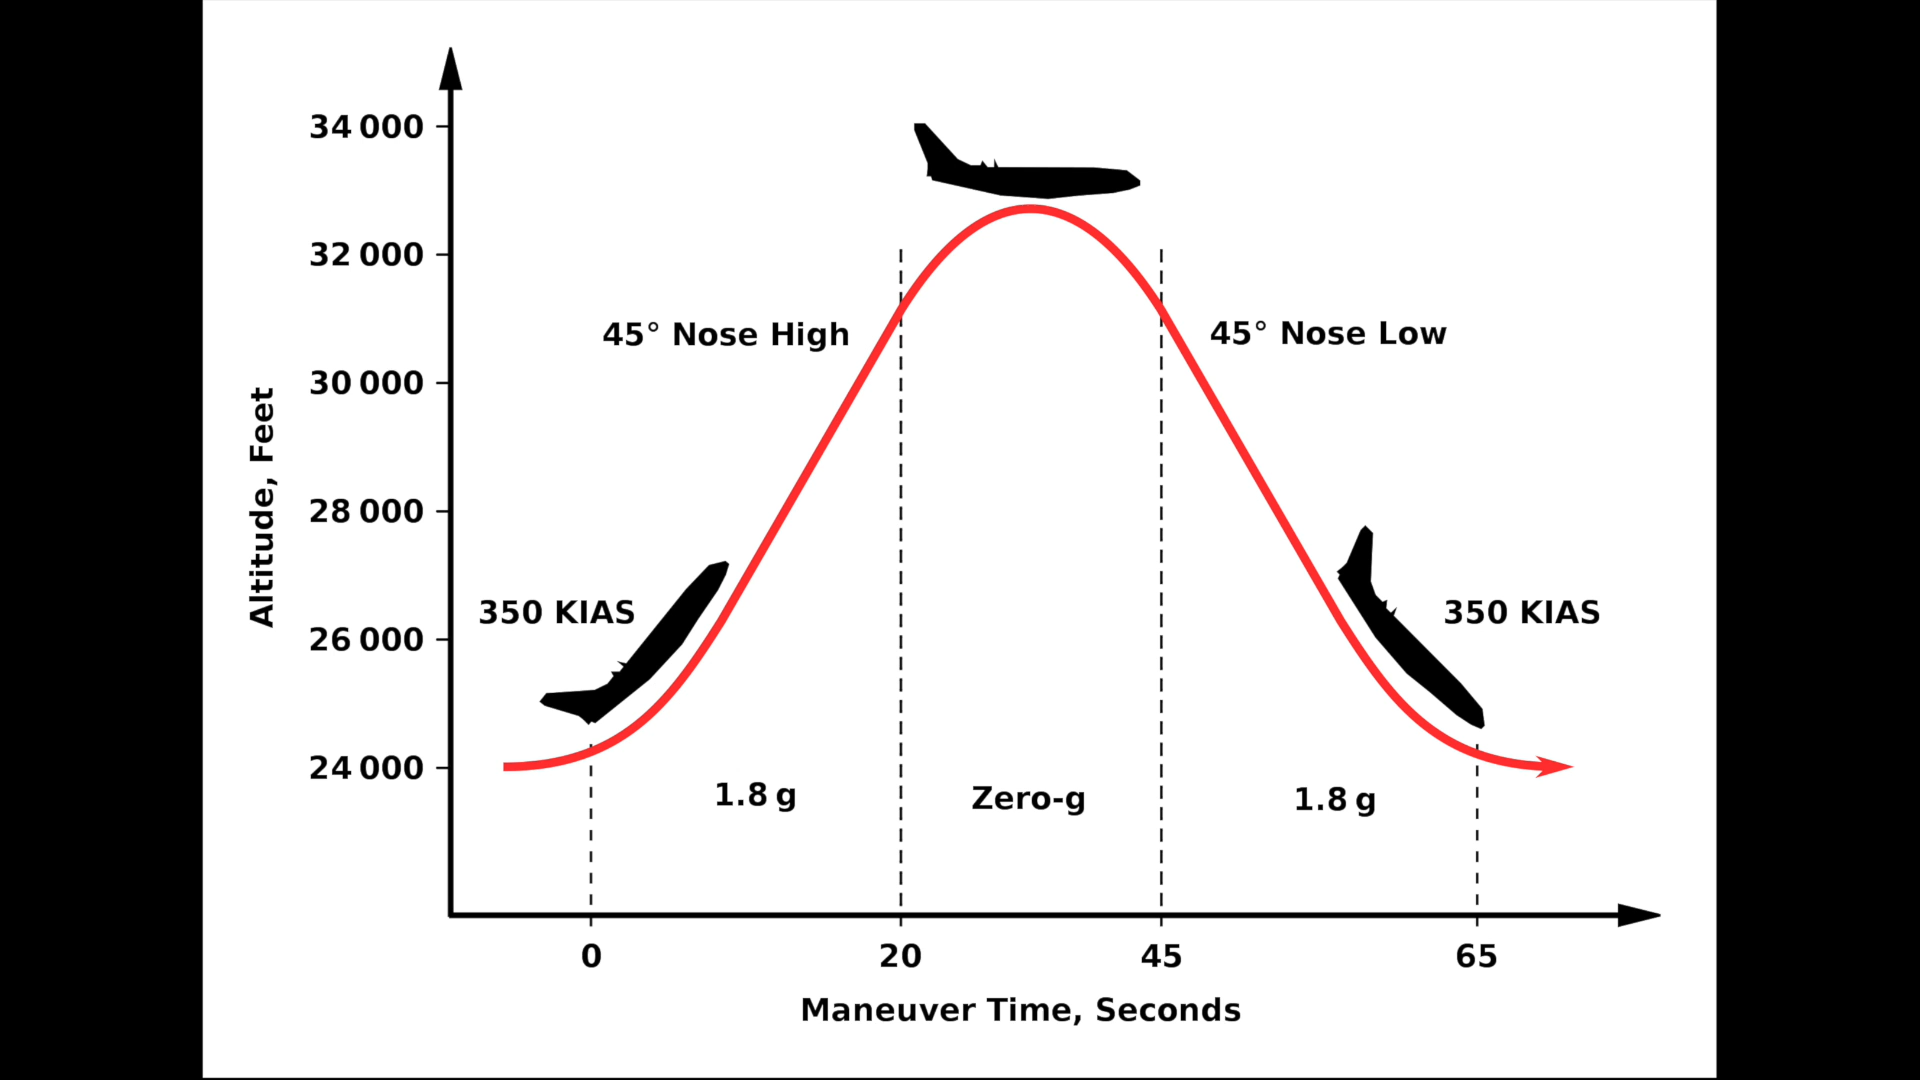 34 000
32 000
45° Nose High
45° Nose Low
30 000
28 000
350 KIAS
350 KIAS
26 000
24 000
Altitude, Feet
1.8 g
Zero-g
1.8 g
0
20
45
65
Maneuver Time, Seconds